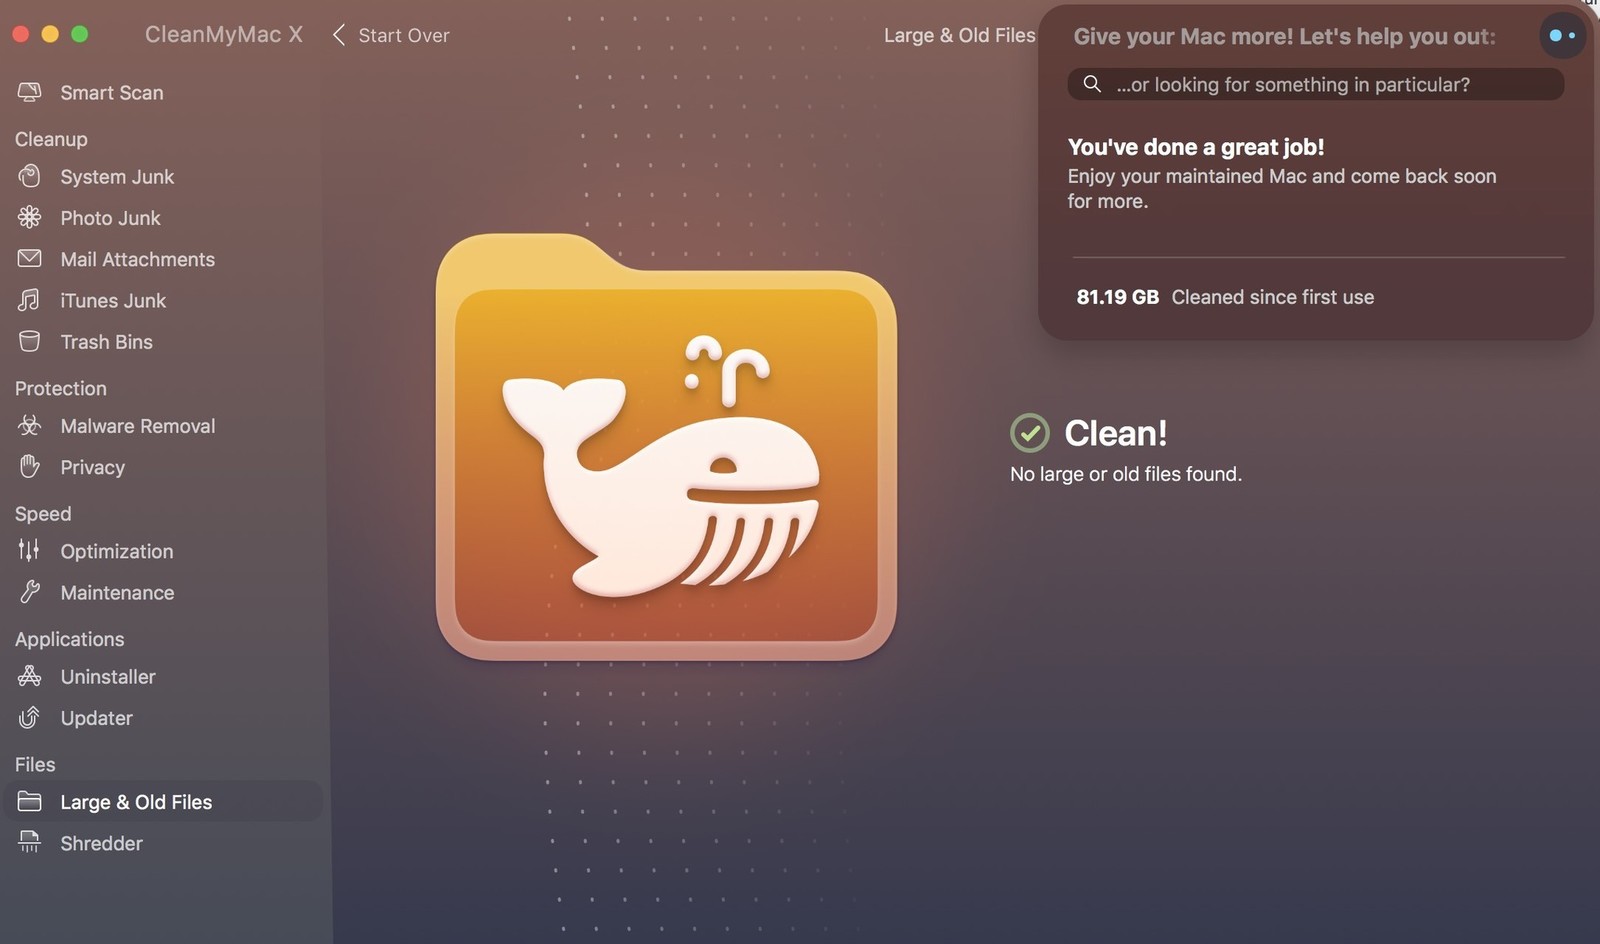 CleanMyMac X
Start Over
Large & Old Files
Smart Scan
Cleanup
System Junk
Photo Junk
Mail Attachments
iTunes Junk
Trash Bins
Protection
Malware Removal
Privacy
Speed
Optimization
Maintenance
Applications
Uninstaller
Updater
Files
Large & Old Files
Shredder
Give your Mac more! Let's help you out:
...or looking for something in particular?
You've done a great job!
Enjoy your maintained Mac and come back soon
for more.
81.19 GB Cleaned since first use
Clean!
No large or old files found.